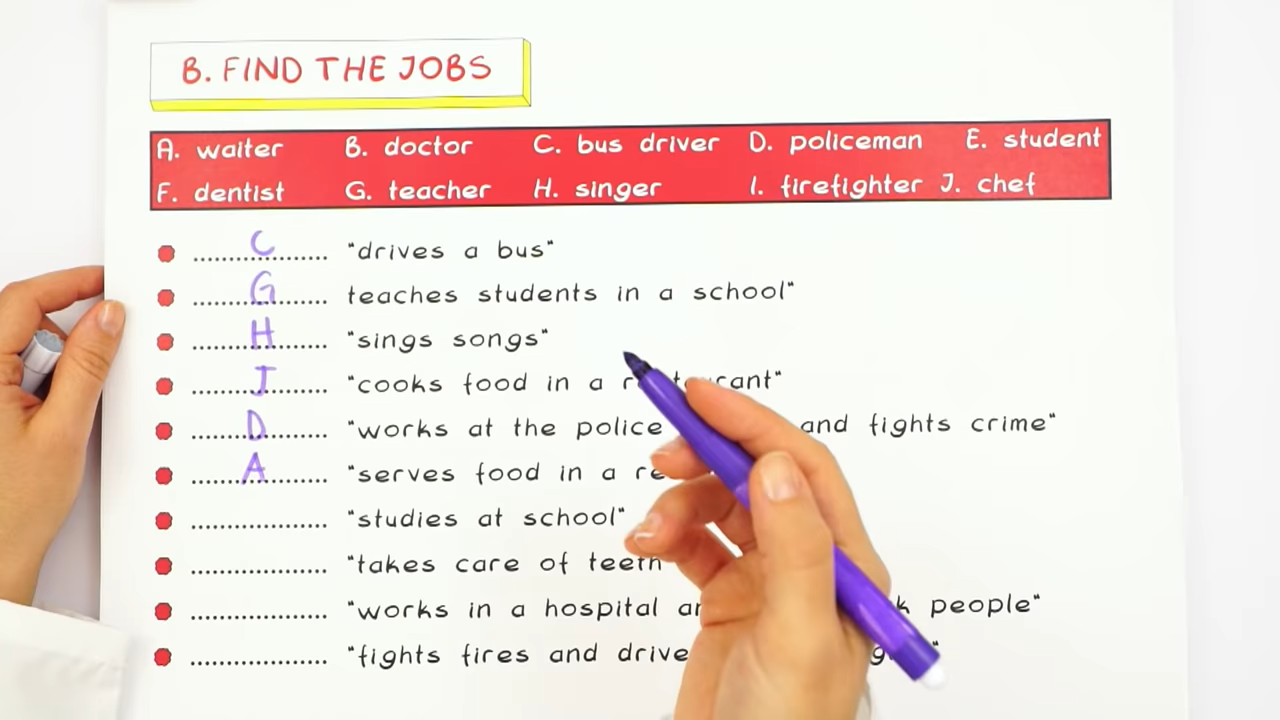 B. FIND THE JOBS
A. waiter B. doctor C. bus driver D. policeman E. student
F. dentist G. teacher H. singer I. firefighter J. chef
C "drives a bus"
G teaches students in a school"
H "sings songs"
J "cooks food in a
D "works at the police and fights crime"
A "serves food in a
"studies at school"
"takes care of teeth
"works in a hospital people"
"fights fires and